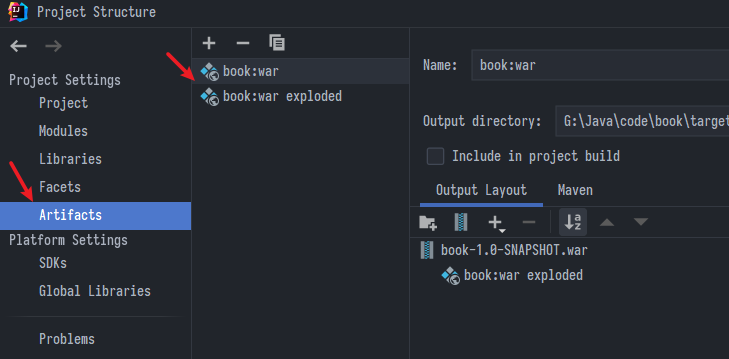 Project Structure
Project Settings
Project
Modules
Libraries
Facets
Artifacts
Platform Settings
SDKs
Global Libraries
Problems
book:war
book:war exploded
Name: book:war
Output directory: G:\Java\code\book\target
Include in project build
Output Layout Maven
book-1.0-SNAPSHOT.war
book:war exploded